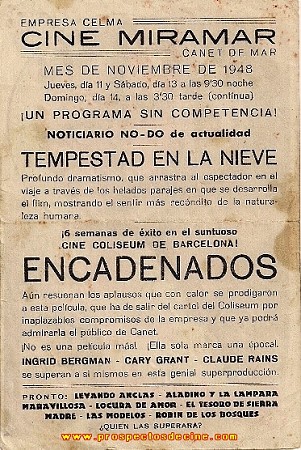 EMPRESA CELMA
CINE MIRAMAR
CANET DE MAR
MES DE NOVIEMBRE DE 1948
Jueves, día 11 y Sábado, día 13 a las 9'30 noche
Domingo, día 14, a las 3'30 tarde (contínua)
¡UN PROGRAMA SIN COMPETENCIA!
NOTICIARIO NO-DO de actualidad
TEMPESTAD EN LA NIEVE
Profundo dramatismo, que arrastra al espectador en el
viaje a través de los helados parajes en que se desarrolla
el film, mostrando el sentir más recóndito de la natura-
leza humana.
¡6 semanas de éxito en el suntuoso
CINE COLISEUM DE BARCELONA!
ENCADENADOS
Aún resuenan los aplausos que con calor se prodigaron
a esta película, que ha de salir del cartel del Coliseum por
inaplazables compromisos de la empresa y que ya podrá
admirarla el público de Canet.
¡No es una película más! ¡Ella sola marca una época!
INGRID BERGMAN - CARY GRANT - CLAUDE RAINS
se superan a si mismos en esta genial superproducción.
PRONTO: LEVANDO ANCLAS - ALADINO Y LA LAMPARA
MARAVILLOSA - LOCURA DE AMOR - EL TESORO DE SIERRA
MADRE - LAS MODELOS - ROBIN DE LOS BOSQUES
¿QUIEN LAS SUPERARA?
www.prospectosdecine.com